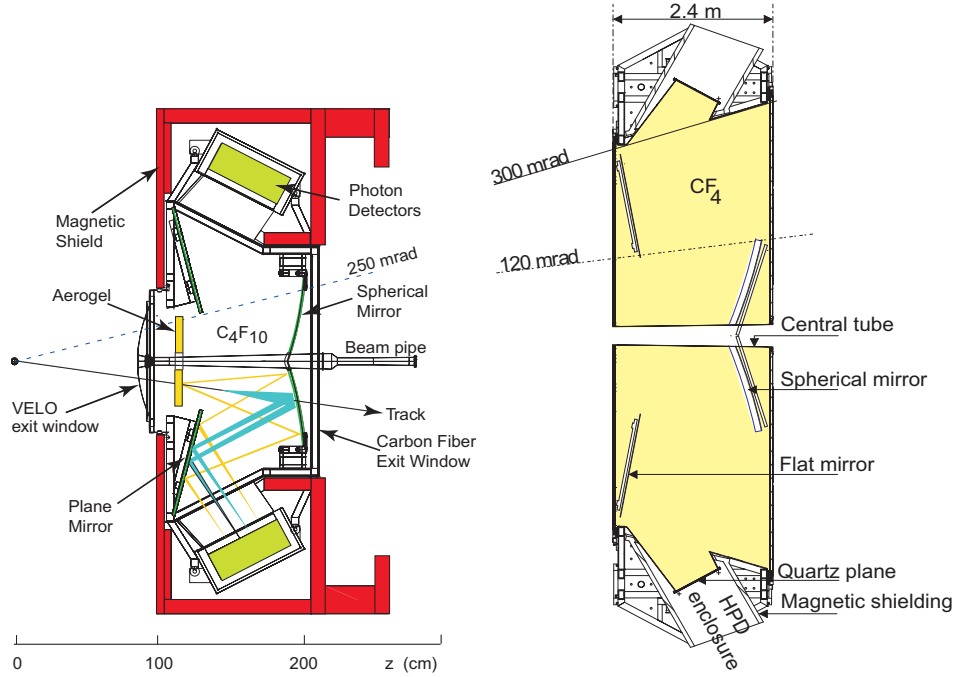 Photon
Detectors
Magnetic
Shield
250 mrad
Aerogel
Spherical
Mirror
C4F10
Beam pipe
VELO
exit window
Track
Carbon Fiber
Exit Window
Plane
Mirror
0
100
200
z (cm)
2.4 m
300 mrad
CF4
120 mrad
Central tube
Spherical mirror
Flat mirror
Quartz plane
Magnetic shielding
HPD
enclosure